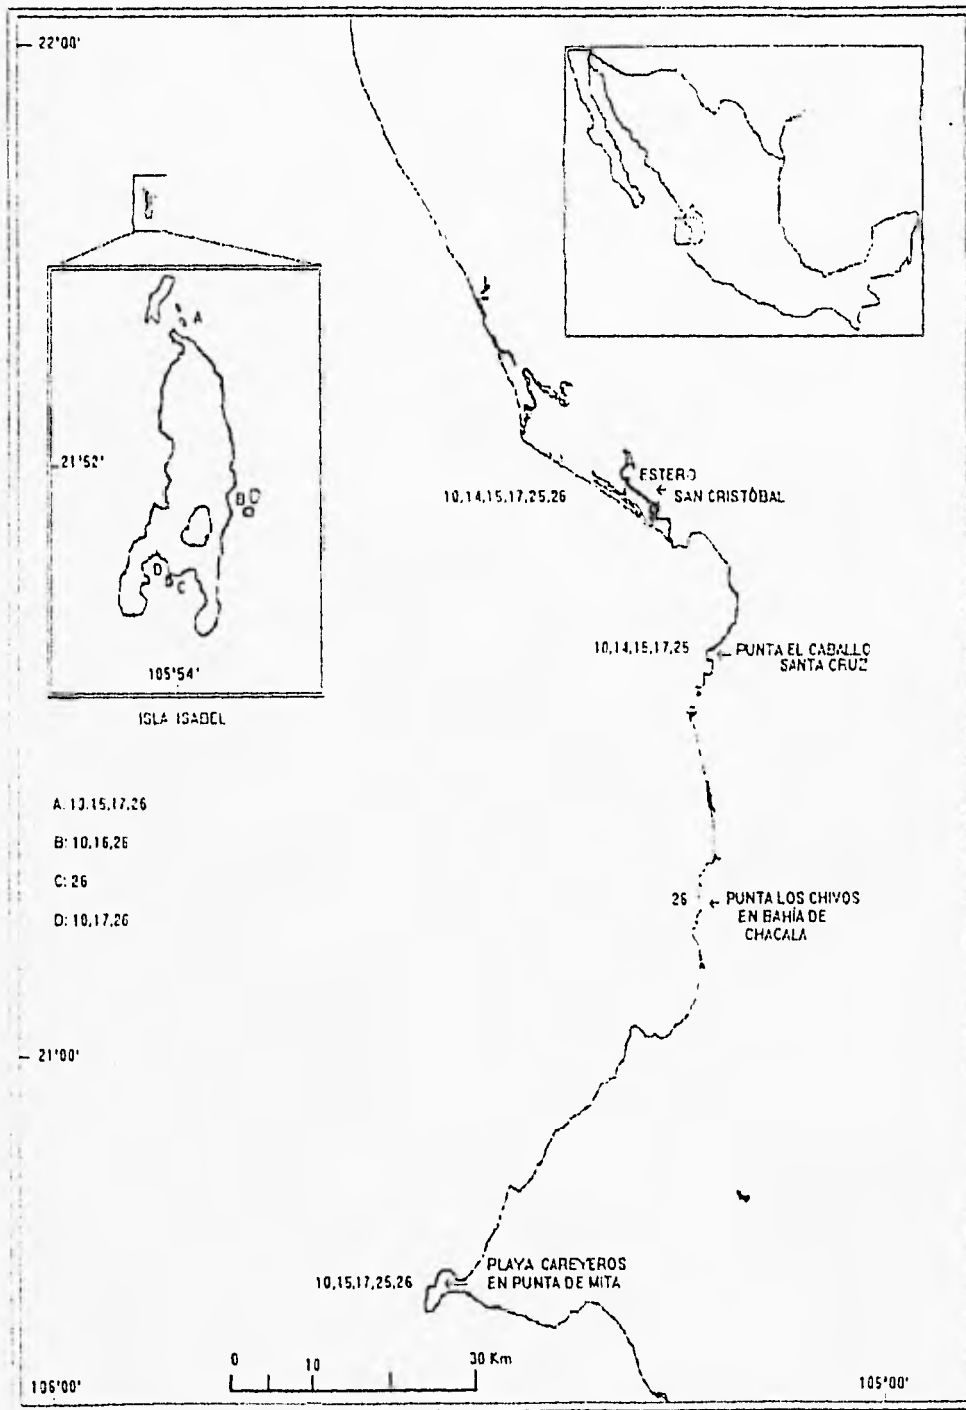 22°00'
A
21°52'
B D
D
C
105°54'
ISLA ISABEL
ESTERO
SAN CRISTÓBAL
10,14,15,17,25,26
10,14,15,17,25
PUNTA EL CABALLO
SANTA CRUZ
A: 13,15,17,26
B: 10,16,26
C: 26
D: 10,17,26
26
PUNTA LOS CHIVOS
EN BAHÍA DE
CHACALA
21°00'
PLAYA CAREYEROS
EN PUNTA DE MITA
10,15,17,25,26
0 10 30 Km
106°00'
105°00'